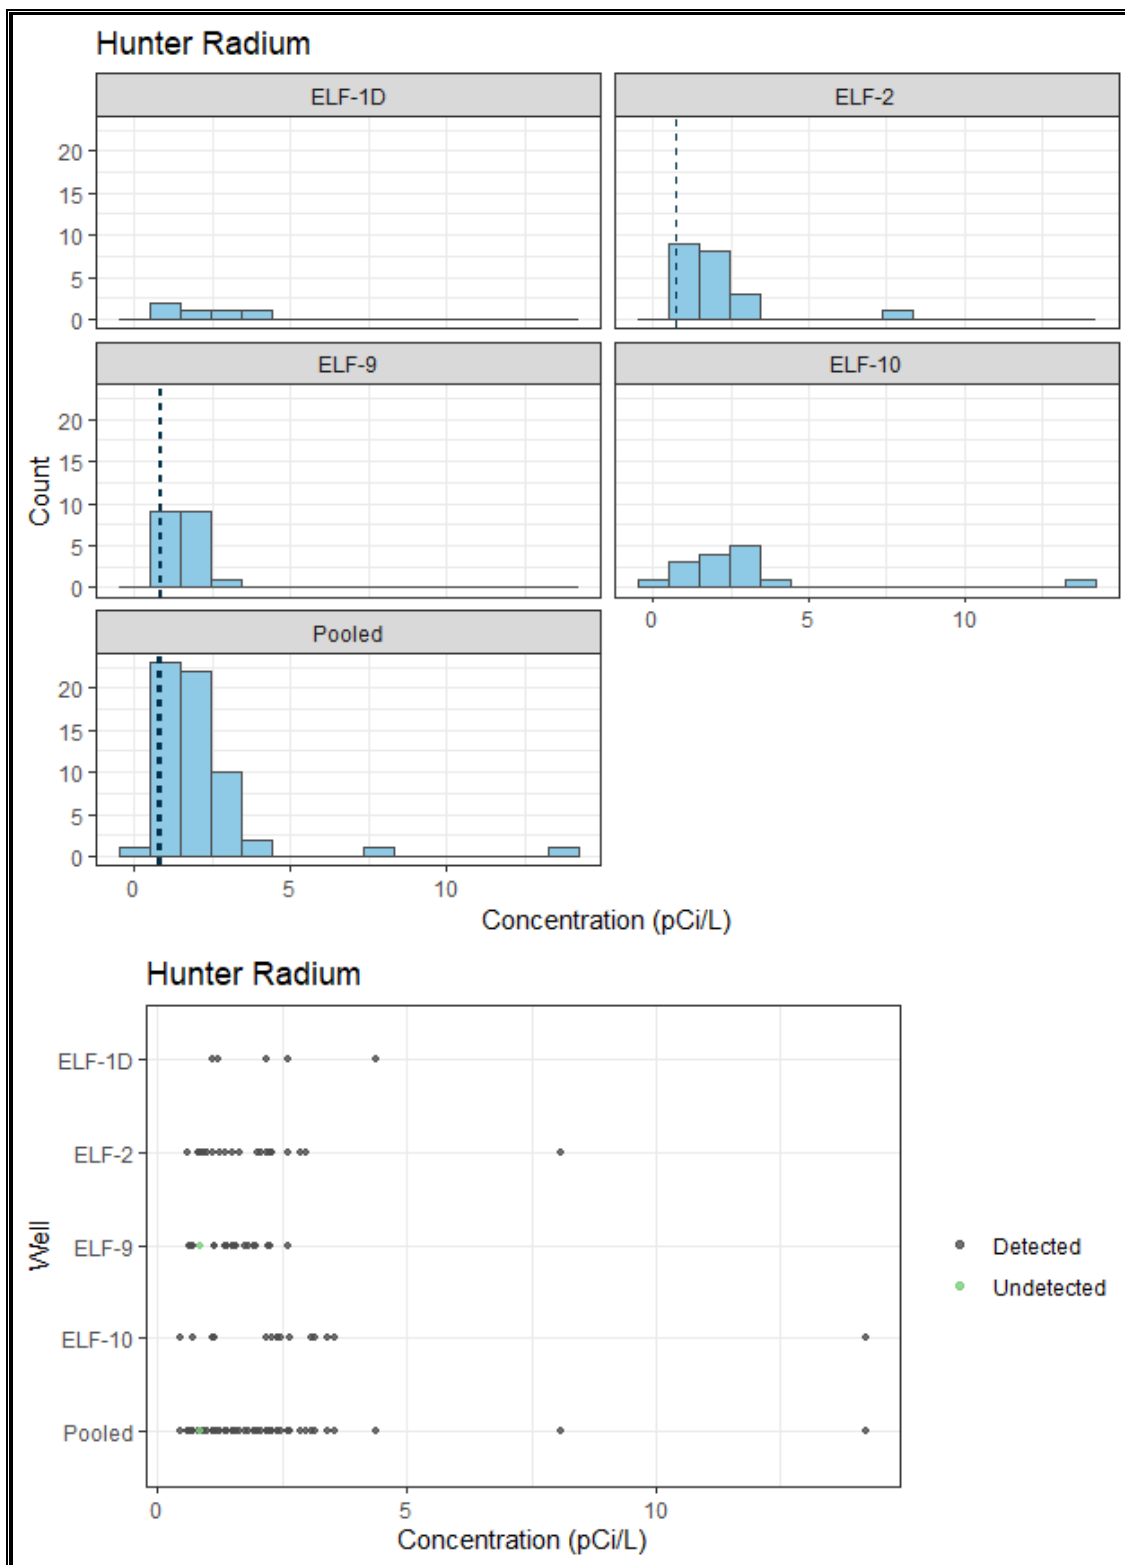 Hunter Radium
ELF-1D
ELF-2
20
15
10
5
0
ELF-9
ELF-10
20
15
10
5
0
0 5 10
Count
Pooled
20
15
10
5
0
0 5 10
Concentration (pCi/L)
Hunter Radium
ELF-1D
ELF-2
ELF-9
ELF-10
Pooled
Well
0 5 10
Concentration (pCi/L)
Detected
Undetected